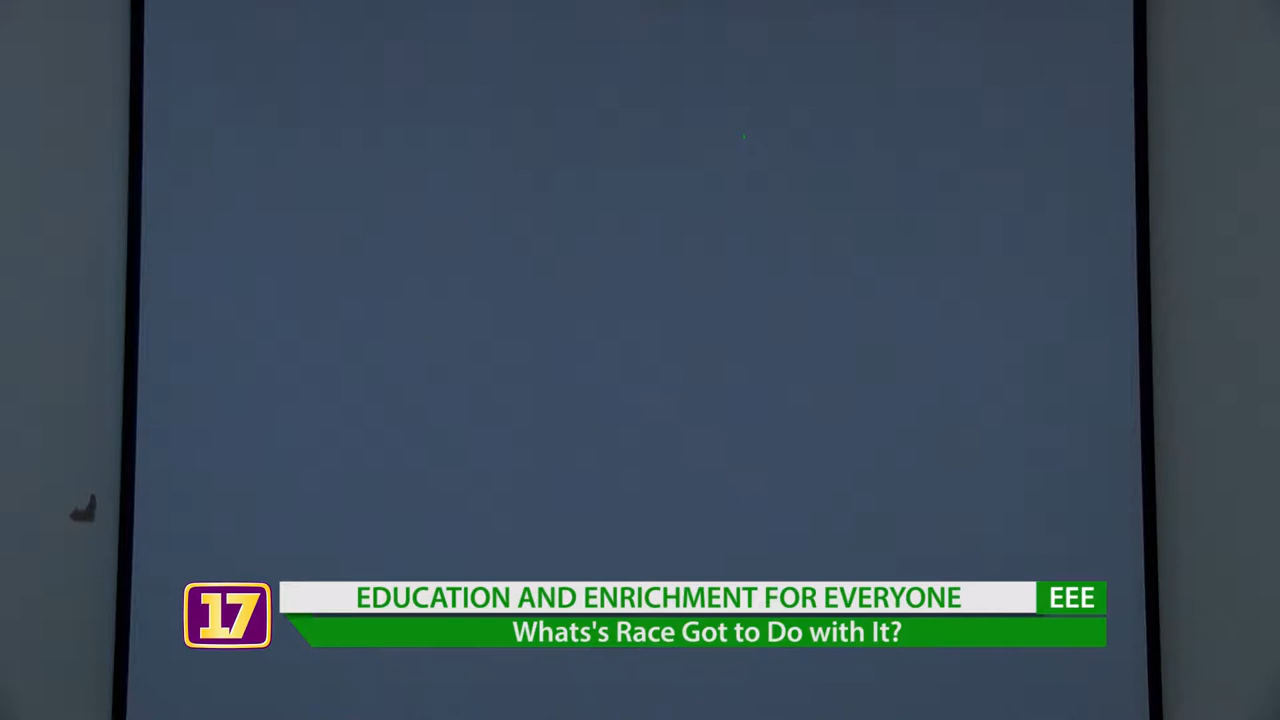 17
EDUCATION AND ENRICHMENT FOR EVERYONE EEE
Whats's Race Got to Do with It?